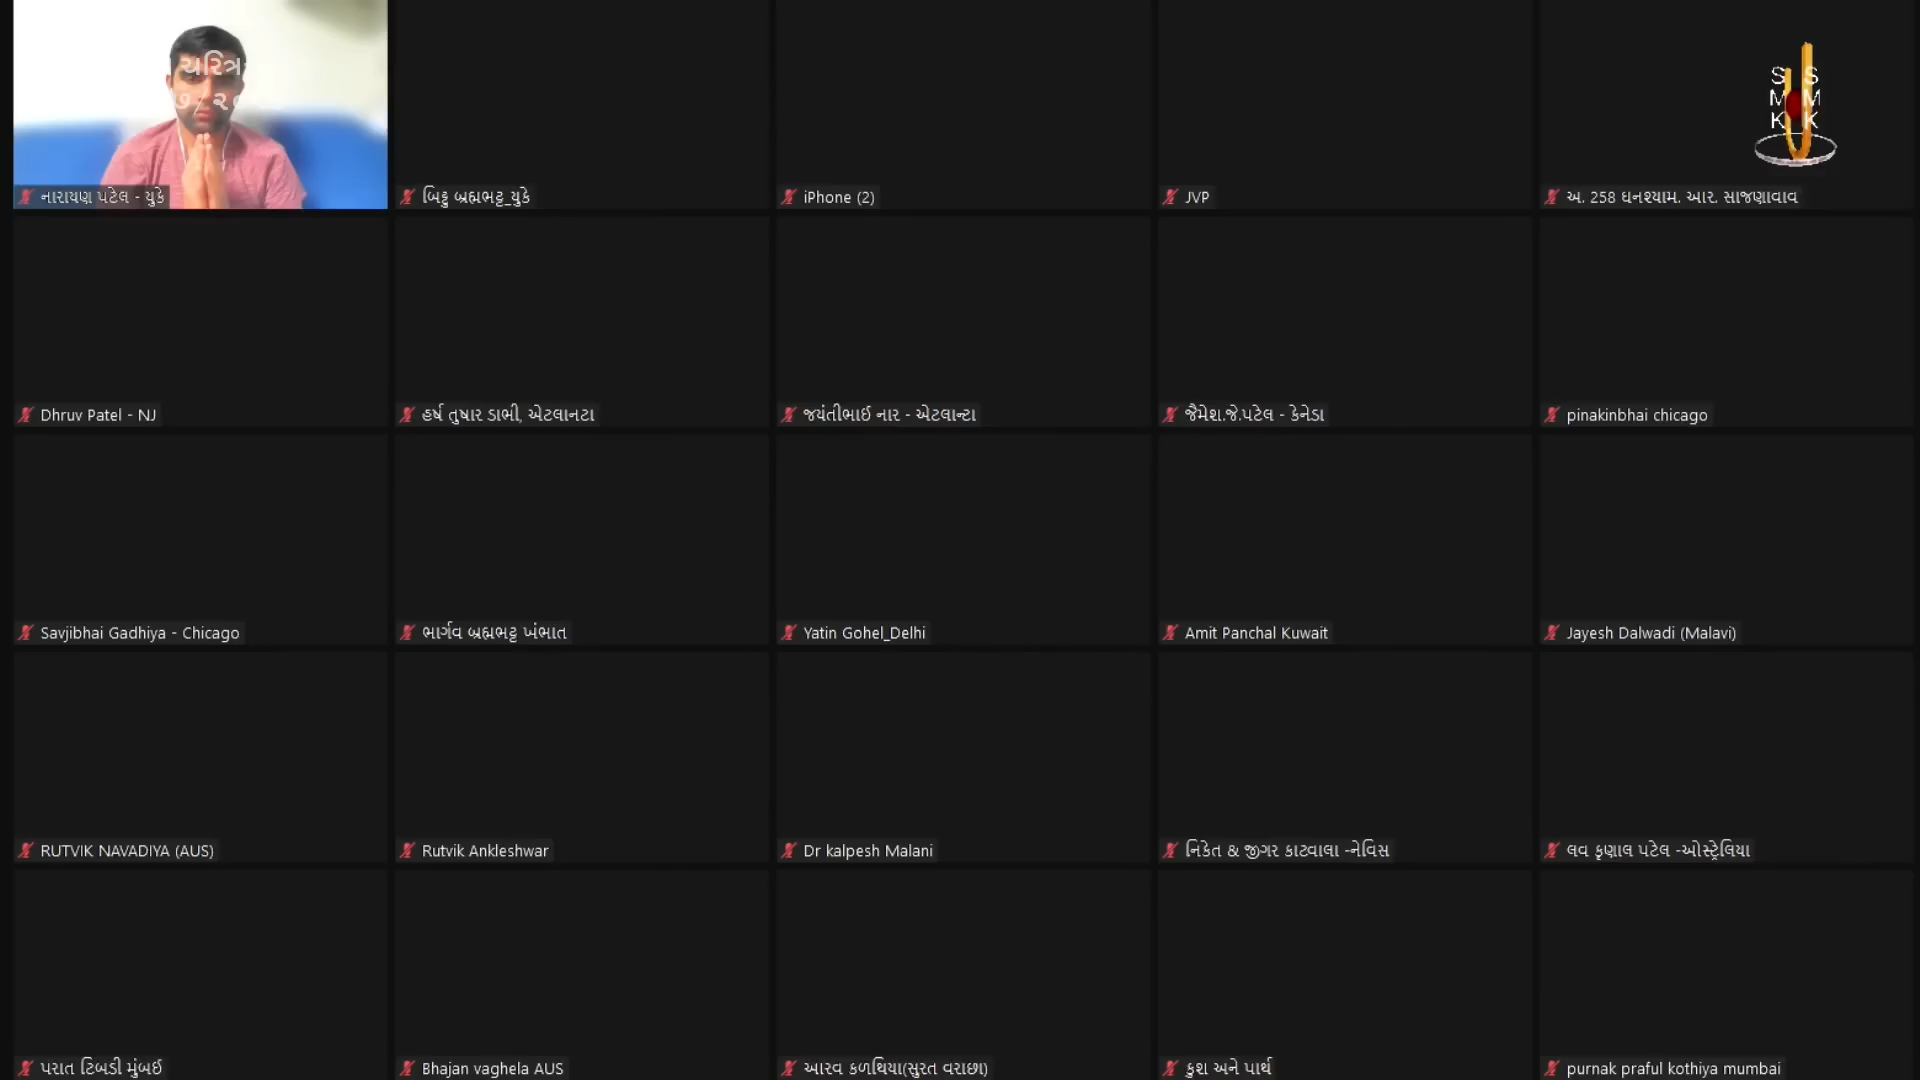 ચરિત્ર
S S
M M
K K
નારાયણ પટેલ - યુકે
બિટ્ટુ બ્રહ્મભટ્ટ_યુકે
iPhone (2)
JVP
અ. 258 ઘનશ્યામ. આર. સાજણાવાવ
Dhruv Patel - NJ
હર્ષ તુષાર ડાભી, એટલાનટા
જયંતીભાઈ નાર - એટલાન્ટા
જૈમેશ.જે.પટેલ - કેનેડા
pinakinbhai chicago
Savjibhai Gadhiya - Chicago
ભાર્ગવ બ્રહ્મભટ્ટ ખંભાત
Yatin Gohel_Delhi
Amit Panchal Kuwait
Jayesh Dalwadi (Malavi)
RUTVIK NAVADIYA (AUS)
Rutvik Ankleshwar
Dr kalpesh Malani
નિકેત & જીગર કાટવાલા -નેવિસ
લવ કૃણાલ પટેલ -ઓસ્ટ્રેલિયા
પરાત ટિબડી મુંબઈ
Bhajan vaghela AUS
આરવ કળથિયા(સુરત વરાછા)
કુશ અને પાર્થ
purnak praful kothiya mumbai